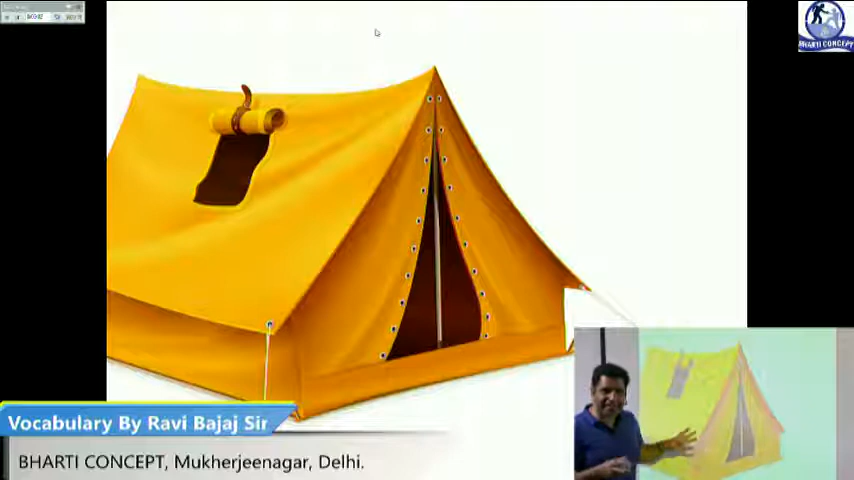 BHARTI CONCEPT
Vocabulary By Ravi Bajaj Sir
BHARTI CONCEPT, Mukherjeenagar, Delhi.